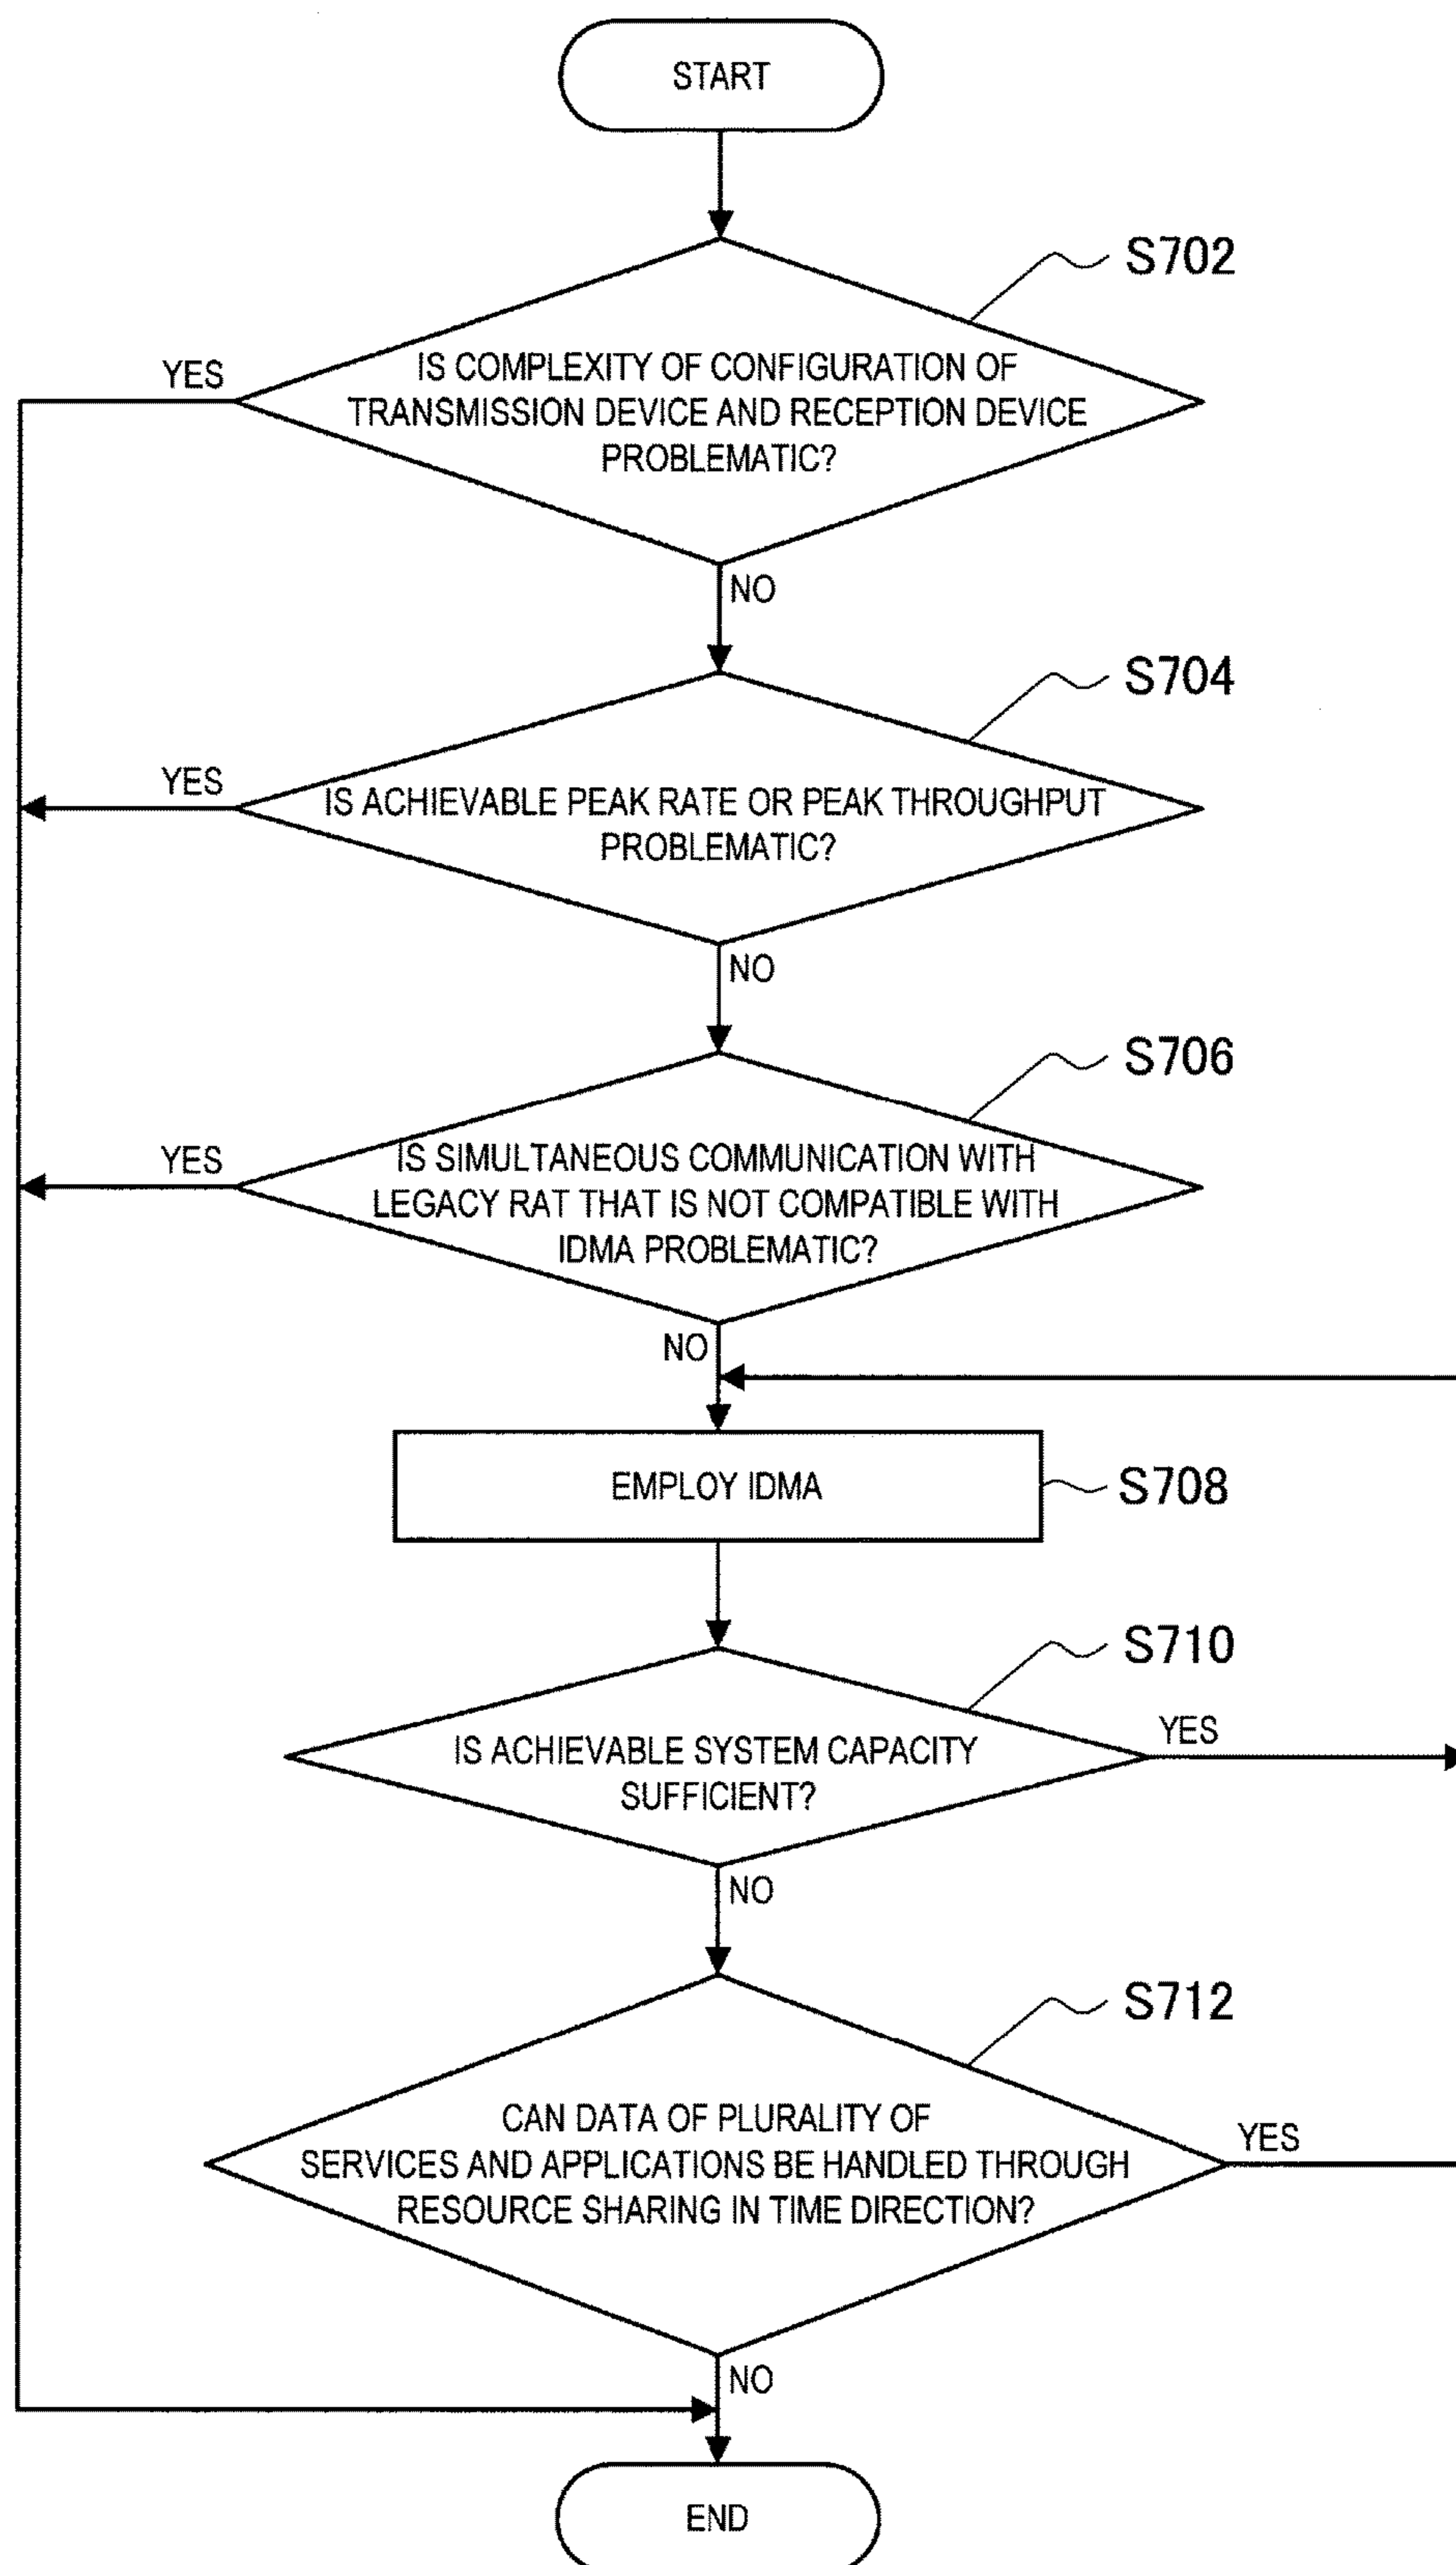 START
S702
YES
IS COMPLEXITY OF CONFIGURATION OF
TRANSMISSION DEVICE AND RECEPTION DEVICE
PROBLEMATIC?
NO
S704
YES
IS ACHIEVABLE PEAK RATE OR PEAK THROUGHPUT
PROBLEMATIC?
NO
S706
YES
IS SIMULTANEOUS COMMUNICATION WITH
LEGACY RAT THAT IS NOT COMPATIBLE WITH
IDMA PROBLEMATIC?
NO
EMPLOY IDMA
S708
S710
YES
IS ACHIEVABLE SYSTEM CAPACITY
SUFFICIENT?
NO
S712
CAN DATA OF PLURALITY OF
YES
SERVICES AND APPLICATIONS BE HANDLED THROUGH
RESOURCE SHARING IN TIME DIRECTION?
NO
END